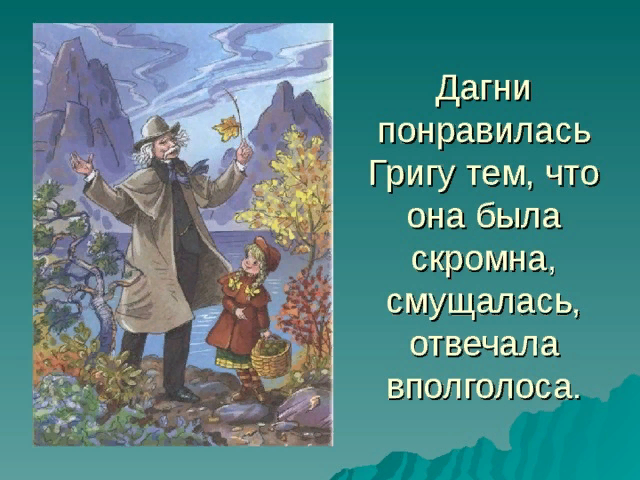 Дагни
понравилась
Григу тем, что
она была
скромна,
смущалась,
отвечала
вполголоса.